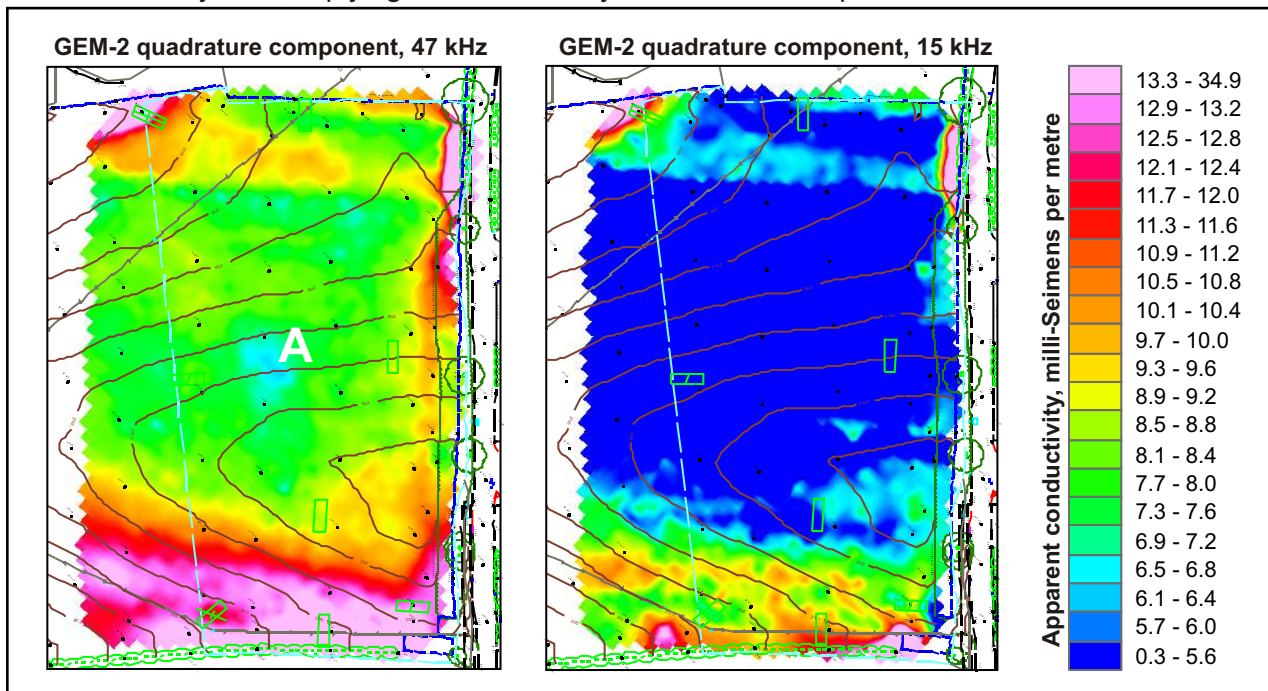 GEM-2 quadrature component, 47 kHz
GEM-2 quadrature component, 15 kHz
A
Apparent conductivity, milli-Seimens per metre
13.3 - 34.9
12.9 - 13.2
12.5 - 12.8
12.1 - 12.4
11.7 - 12.0
11.3 - 11.6
10.9 - 11.2
10.5 - 10.8
10.1 - 10.4
9.7 - 10.0
9.3 - 9.6
8.9 - 9.2
8.5 - 8.8
8.1 - 8.4
7.7 - 8.0
7.3 - 7.6
6.9 - 7.2
6.5 - 6.8
6.1 - 6.4
5.7 - 6.0
0.3 - 5.6